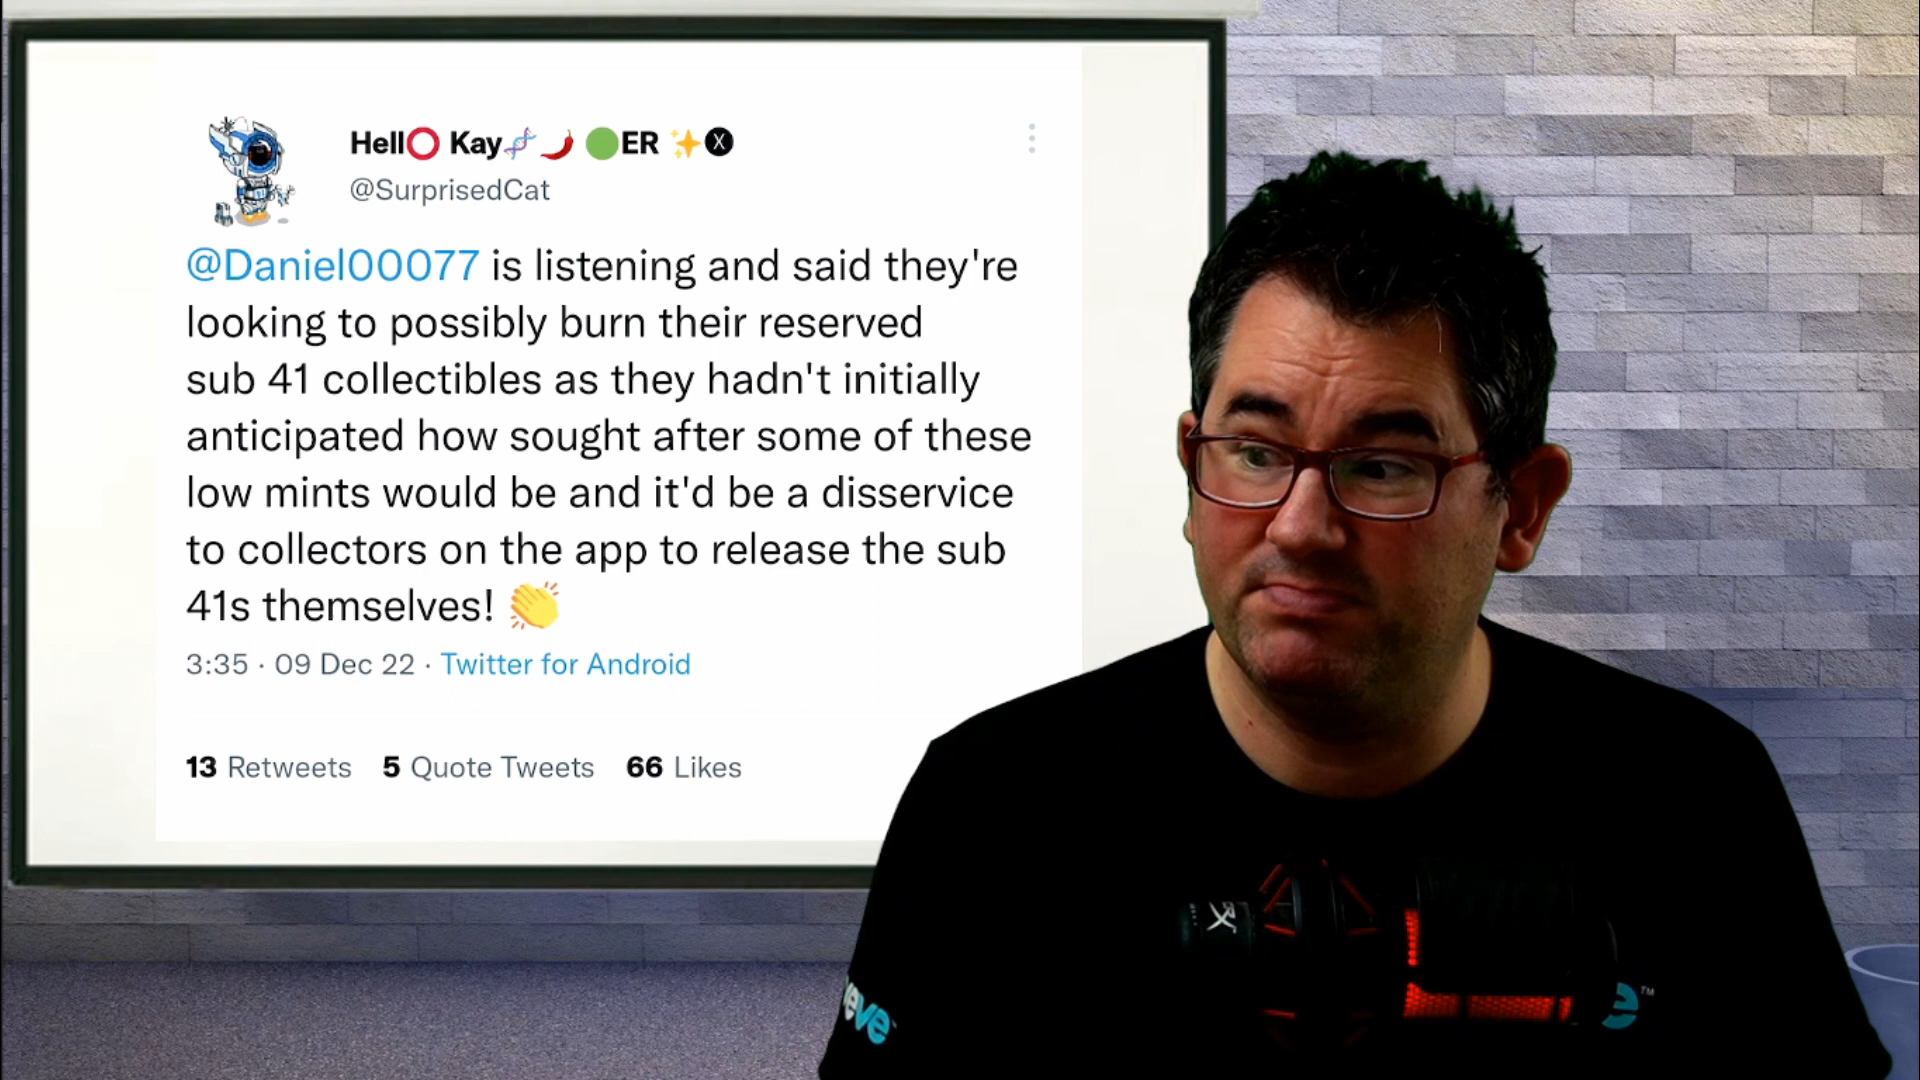 Hell⭕ Kay🧬🌶️ 🟢ER ✨🅧
@SurprisedCat
@Daniel00077 is listening and said they're
looking to possibly burn their reserved
sub 41 collectibles as they hadn't initially
anticipated how sought after some of these
low mints would be and it'd be a disservice
to collectors on the app to release the sub
41s themselves! 👏
3:35 · 09 Dec 22 · Twitter for Android
13 Retweets 5 Quote Tweets 66 Likes